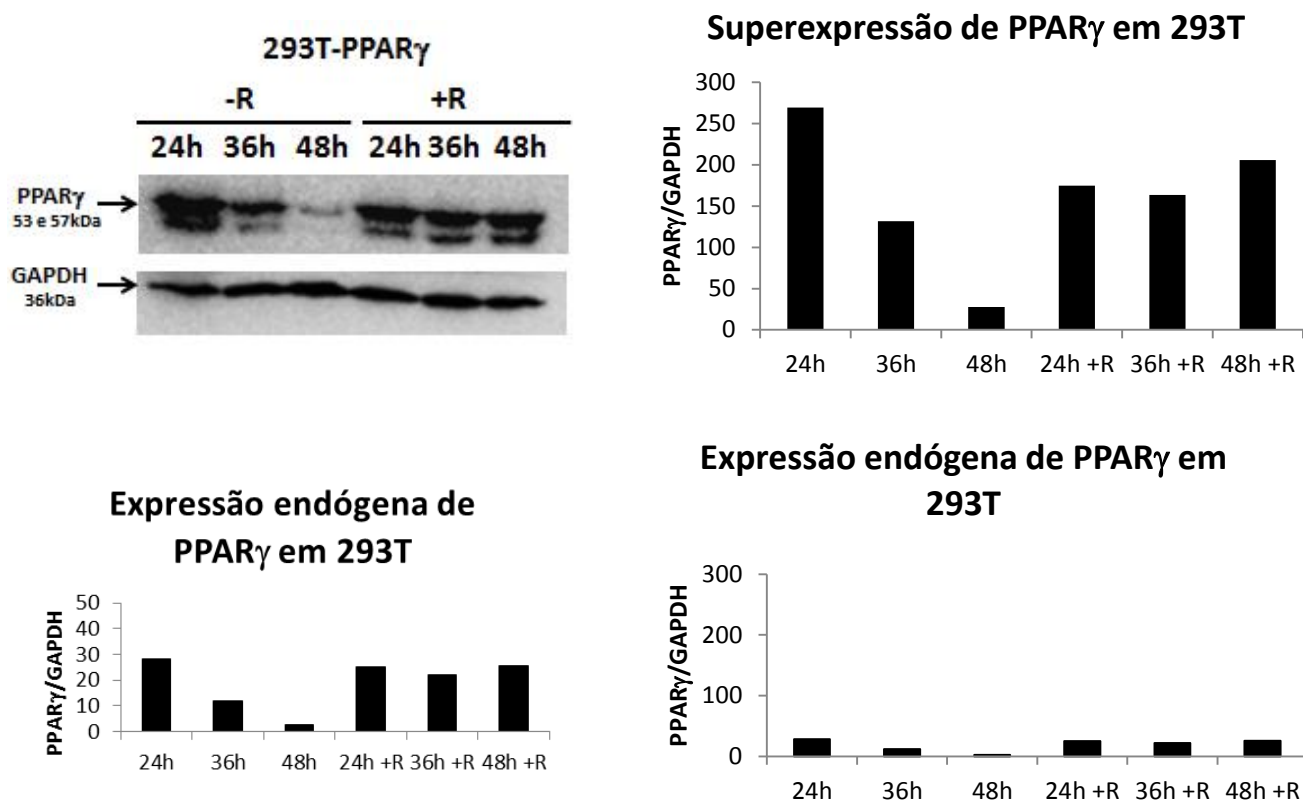 293T-PPARγ
-R +R
24h 36h 48h 24h 36h 48h
PPARγ
53 e 57kDa
GAPDH
36kDa
Superexpressão de PPARγ em 293T
PPARγ/GAPDH
300
250
200
150
100
50
0
24h 36h 48h 24h +R 36h +R 48h +R
Expressão endógena de
PPARγ em 293T
PPARγ/GAPDH
50
40
30
20
10
0
24h 36h 48h 24h +R 36h +R 48h +R
Expressão endógena de PPARγ em
293T
PPARγ/GAPDH
300
200
100
0
24h 36h 48h 24h +R 36h +R 48h +R